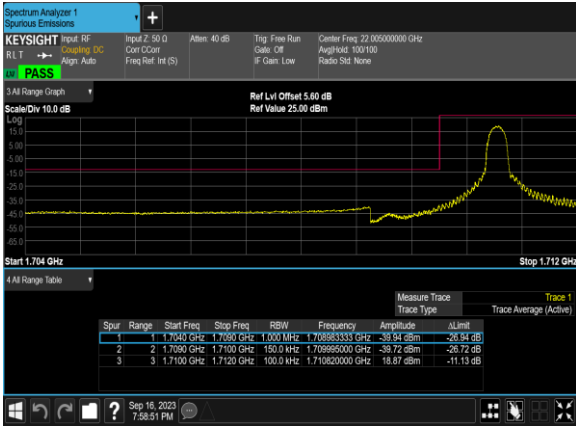 Spectrum Analyzer 1
Spurious Emissions
+
KEYSIGHT Input: RF Input Z: 50 Ω Atten: 40 dB Trig: Free Run Center Freq: 22.005000000 GHz
RLT Coupling: DC Corr CCorr Gate: Off Avg|Hold: 100/100
Align: Auto Freq Ref: Int (S) IF Gain: Low Radio Std: None
LN PASS
3 All Range Graph Ref Lvl Offset 5.60 dB
Scale/Div 10.0 dB Ref Value 25.00 dBm
Log
15.0
5.00
-5.00
-15.0
-25.0
-35.0
-45.0
-55.0
-65.0
Start 1.704 GHz Stop 1.712 GHz
4 All Range Table
Measure Trace Trace 1
Trace Type Trace Average (Active)
Spur Range Start Freq Stop Freq RBW Frequency Amplitude ΔLimit
1 1 1.7040 GHz 1.7090 GHz 1.000 MHz 1.708983333 GHz -39.94 dBm -26.94 dB
2 2 1.7090 GHz 1.7100 GHz 150.0 kHz 1.709995000 GHz -39.72 dBm -26.72 dB
3 3 1.7100 GHz 1.7120 GHz 100.0 kHz 1.710820000 GHz 18.87 dBm -11.13 dB
? Sep 16, 2023
7:58:51 PM